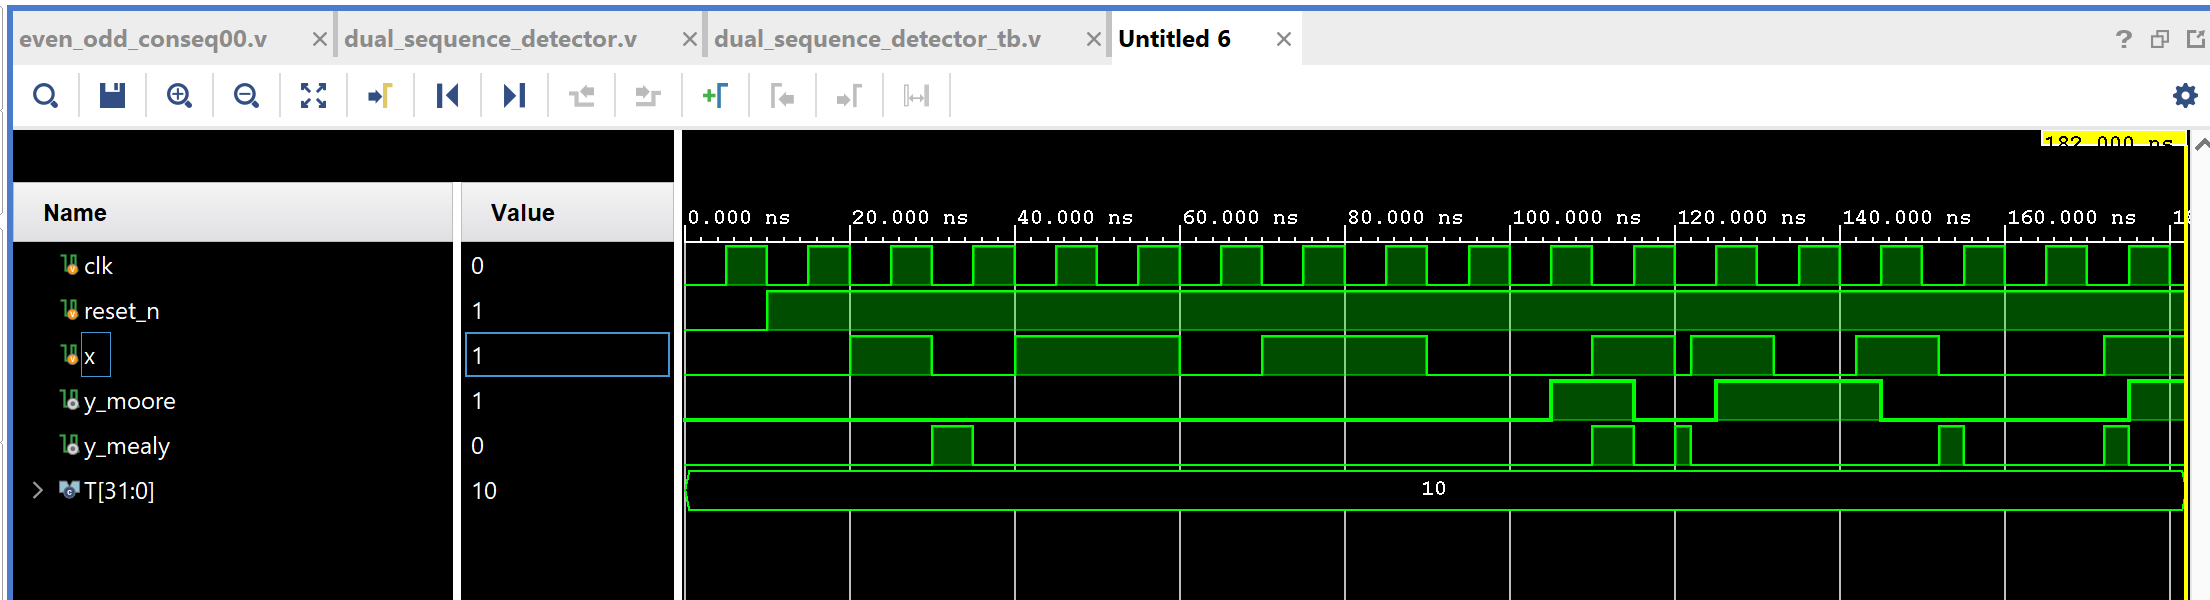 even_odd_conseq00.v dual_sequence_detector.v dual_sequence_detector_tb.v Untitled 6
182.000 ns
Name Value
0.000 ns 20.000 ns 40.000 ns 60.000 ns 80.000 ns 100.000 ns 120.000 ns 140.000 ns 160.000 ns
clk 0
reset_n 1
x 1
y_moore 1
y_mealy 0
T[31:0] 10 10